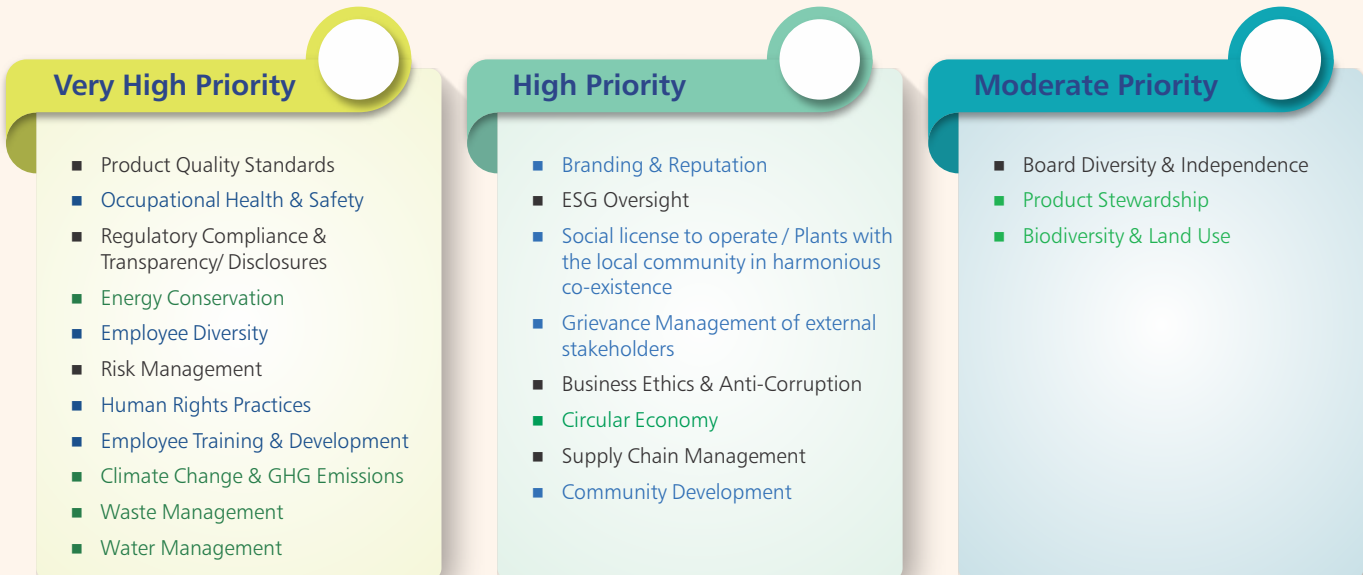 Very High Priority
Product Quality Standards
Occupational Health & Safety
Regulatory Compliance &
Transparency/ Disclosures
Energy Conservation
Employee Diversity
Risk Management
Human Rights Practices
Employee Training & Development
Climate Change & GHG Emissions
Waste Management
Water Management
High Priority
Branding & Reputation
ESG Oversight
Social license to operate / Plants with
the local community in harmonious
co-existence
Grievance Management of external
stakeholders
Business Ethics & Anti-Corruption
Circular Economy
Supply Chain Management
Community Development
Moderate Priority
Board Diversity & Independence
Product Stewardship
Biodiversity & Land Use